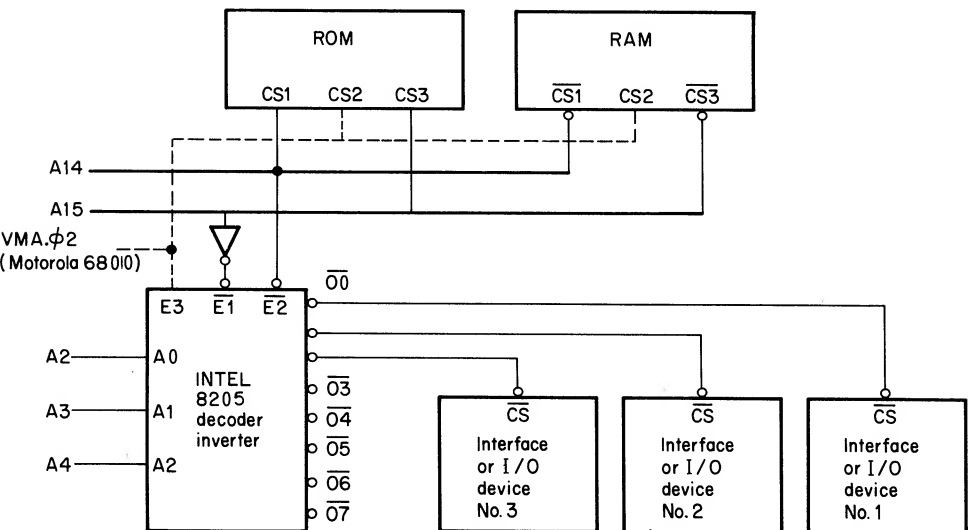 ROM
RAM
CS1 CS2 CS3
CS1 CS2 CS3
A14
A15
VMA.ϕ2
(Motorola 68010)
E3 E1 E2
O0
A2
A0
INTEL
8205
decoder
inverter
A3
A1
A4
A2
O3
O4
O5
O6
O7
CS
Interface
or I/O
device
No. 3
CS
Interface
or I/O
device
No. 2
CS
Interface
or I/O
device
No. 1